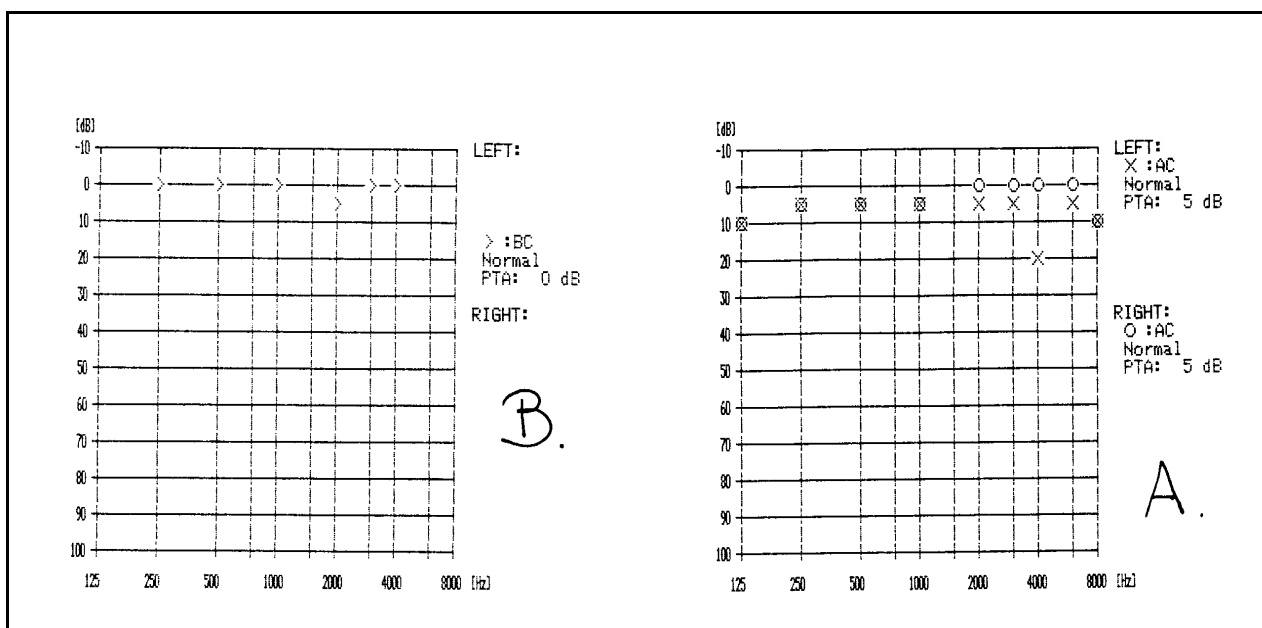 [dB]
-10
0
10
20
30
40
50
60
70
80
90
100
125 250 500 1000 2000 4000 8000 [Hz]
LEFT:
> :BC
Normal
PTA: 0 dB
RIGHT:
B.
[dB]
-10
0
10
20
30
40
50
60
70
80
90
100
125 250 500 1000 2000 4000 8000 [Hz]
LEFT:
X :AC
Normal
PTA: 5 dB
RIGHT:
O :AC
Normal
PTA: 5 dB
A.